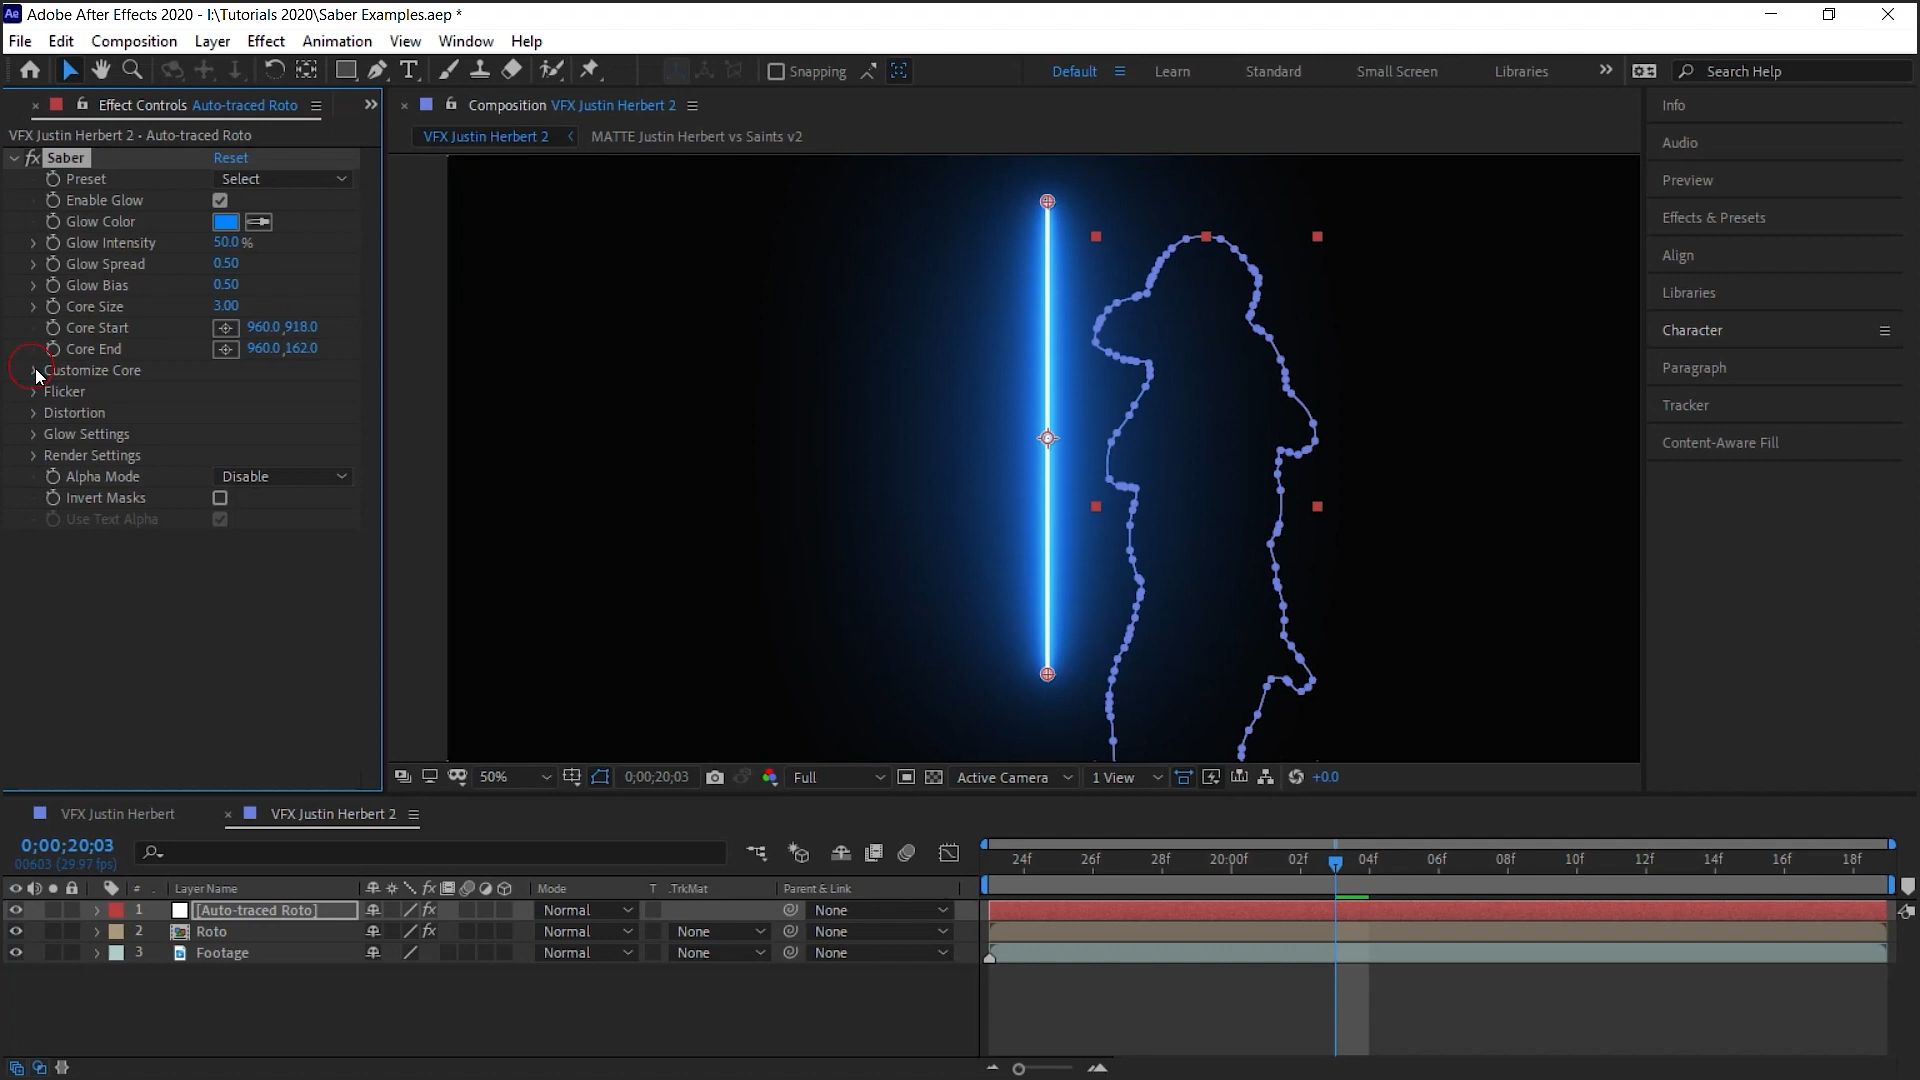 Ae Adobe After Effects 2020 - I:\Tutorials 2020\Saber Examples.aep *
File Edit Composition Layer Effect Animation View Window Help
Snapping Default Learn Standard Small Screen Libraries Search Help
Effect Controls Auto-traced Roto
Composition VFX Justin Herbert 2
VFX Justin Herbert 2 • Auto-traced Roto
VFX Justin Herbert 2 MATTE Justin Herbert vs Saints v2
fx Saber Reset
Preset Select
Enable Glow
Glow Color
Glow Intensity 50.0 %
Glow Spread 0.50
Glow Bias 0.50
Core Size 3.00
Core Start 960.0,918.0
Core End 960.0,162.0
Customize Core
Flicker
Distortion
Glow Settings
Render Settings
Alpha Mode Disable
Invert Masks
Use Text Alpha
Info
Audio
Preview
Effects & Presets
Align
Libraries
Character
Paragraph
Tracker
Content-Aware Fill
50% 0;00;20;03 Full Active Camera 1 View +0.0
VFX Justin Herbert VFX Justin Herbert 2
0;00;20;03
00603 (29.97 fps)
24f 26f 28f 20:00f 02f 04f 06f 08f 10f 12f 14f 16f 18f
# Layer Name fx Mode T .TrkMat Parent & Link
1 [Auto-traced Roto] fx Normal None
2 Roto fx Normal None None
3 Footage Normal None None